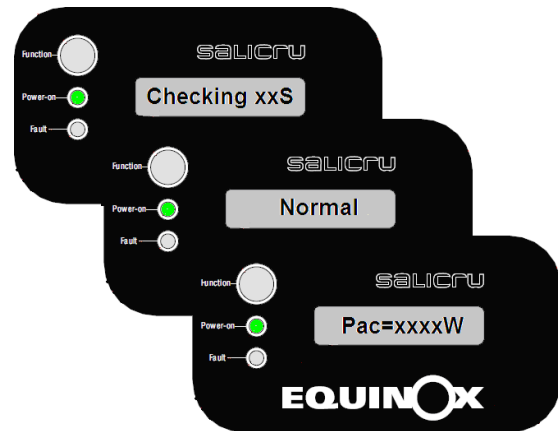 Function
SALICRU
Power-on
Checking xxS
Fault
Function
SALICRU
Power-on
Normal
Fault
Function
SALICRU
Power-on
Pac=xxxxW
Fault
EQUINOX